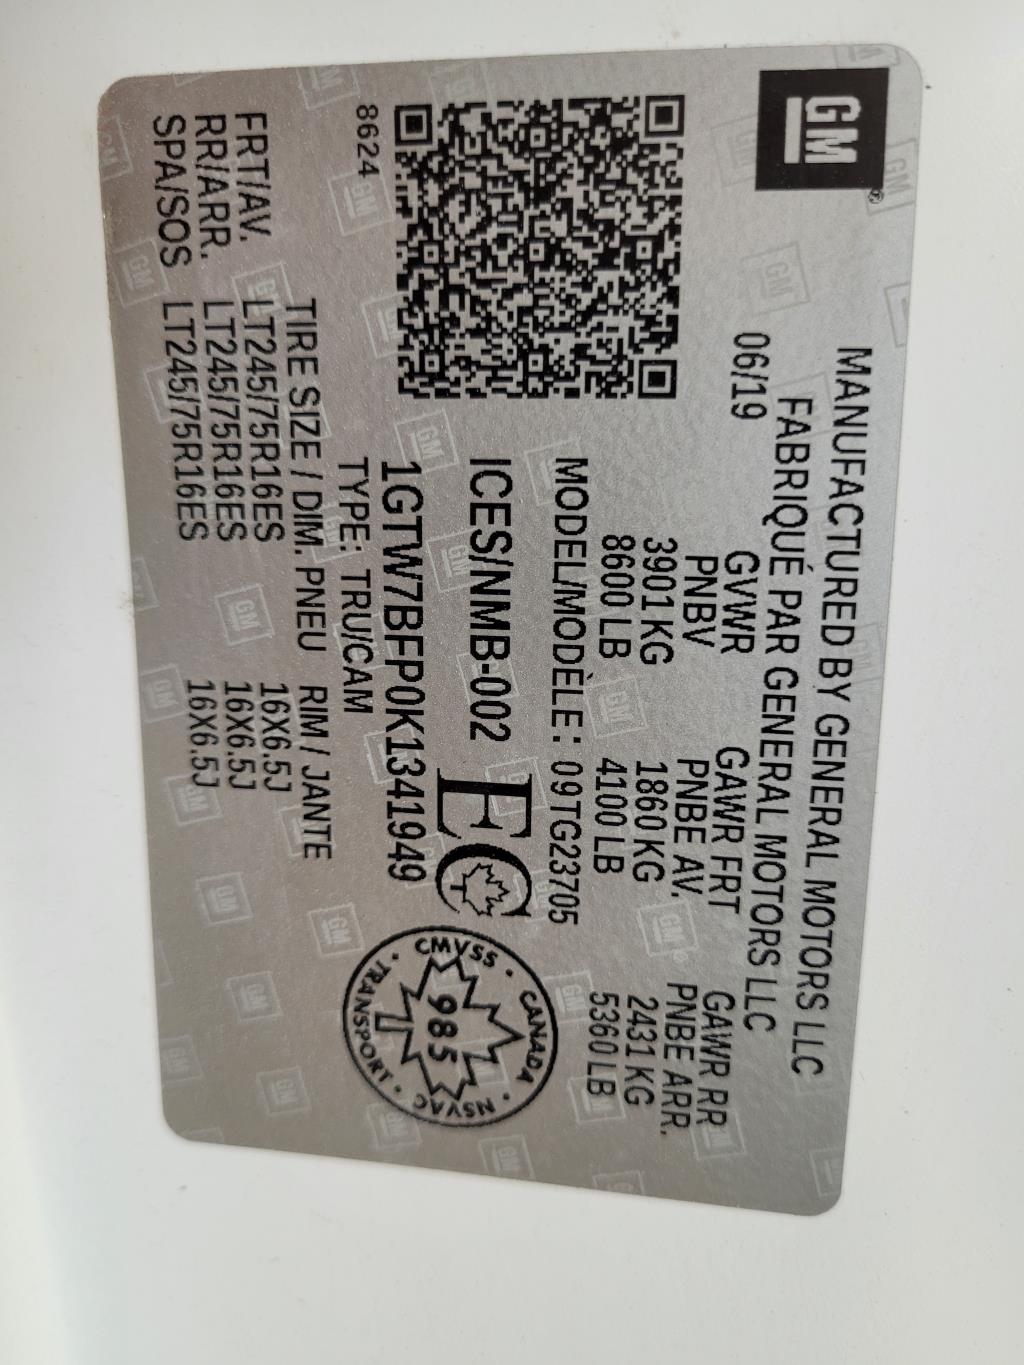 GM
MANUFACTURED BY GENERAL MOTORS LLC
FABRIQUÉ PAR GENERAL MOTORS LLC
06/19
GVWR GAWR FRT GAWR RR
PNBV PNBE AV. PNBE ARR.
3901 KG 1860 KG 2431 KG
8600 LB 4100 LB 5360 LB
MODEL/MODÈLE: 09TG23705
ICES/NMB-002
EC
CANADA · CMVSS · TRANSPORT · NSVAC
985
1GTW7BFP0K1341949
TYPE: TRU/CAM
8624
TIRE SIZE / DIM. PNEU RIM / JANTE
FRT/AV. LT245/75R16ES 16X6.5J
RR/ARR. LT245/75R16ES 16X6.5J
SPA/SOS LT245/75R16ES 16X6.5J